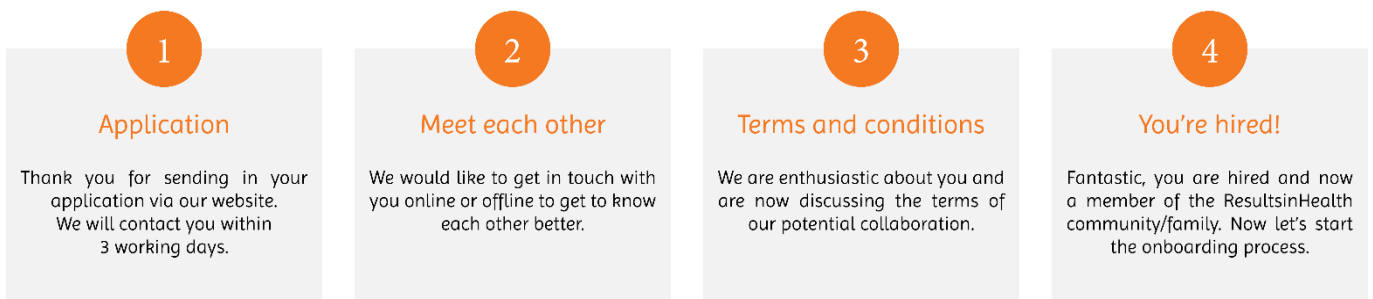 1
Application
Thank you for sending in your
application via our website.
We will contact you within
3 working days.
2
Meet each other
We would like to get in touch with
you online or offline to get to know
each other better.
3
Terms and conditions
We are enthusiastic about you and
are now discussing the terms of
our potential collaboration.
4
You're hired!
Fantastic, you are hired and now
a member of the ResultsinHealth
community/family. Now let's start
the onboarding process.